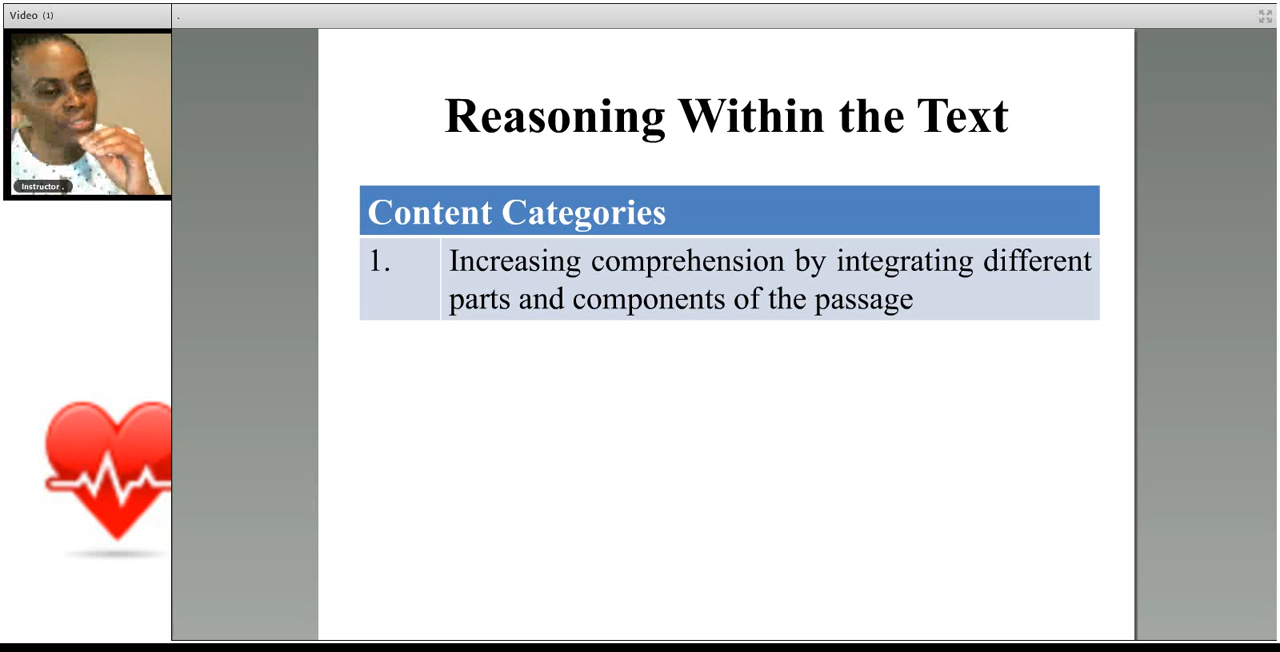 Video (1)
.
Instructor .
Reasoning Within the Text
Content Categories
1. Increasing comprehension by integrating different
parts and components of the passage